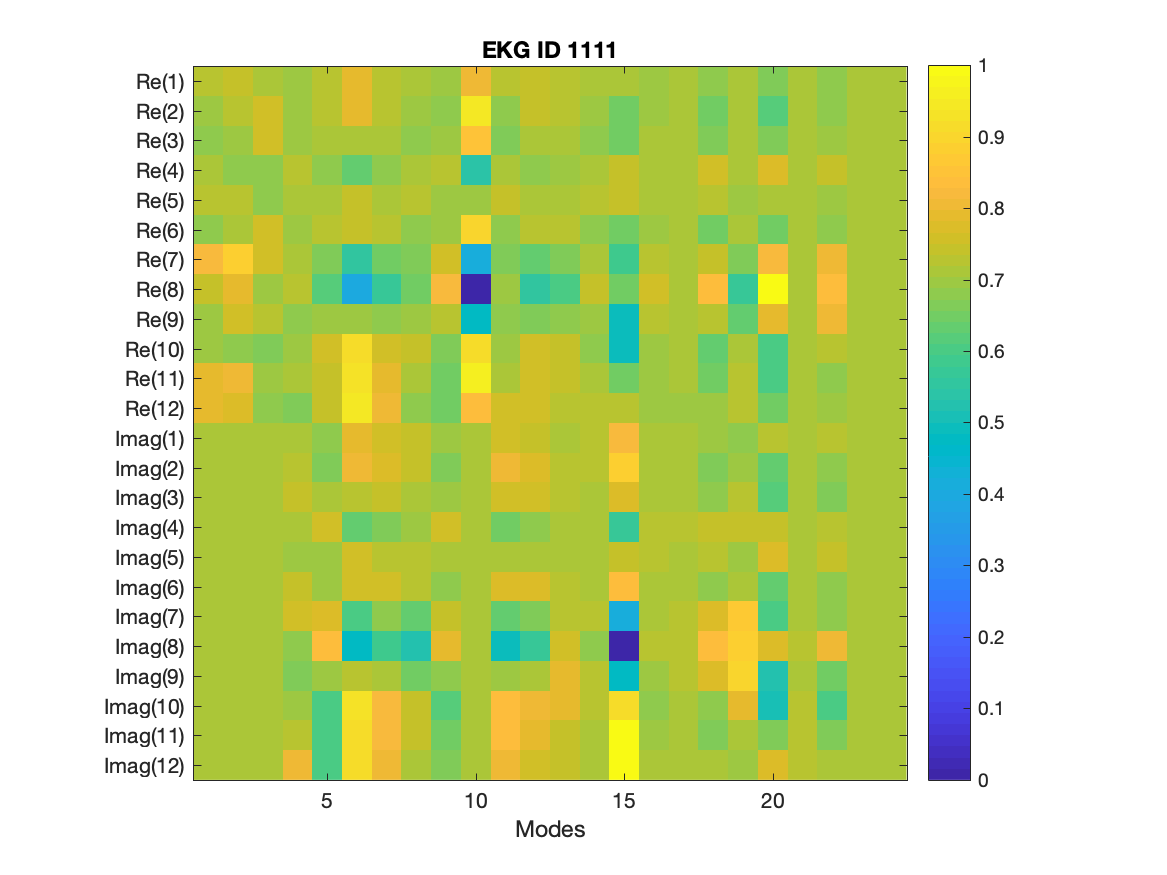 EKG ID 1111
Re(1)
Re(2)
Re(3)
Re(4)
Re(5)
Re(6)
Re(7)
Re(8)
Re(9)
Re(10)
Re(11)
Re(12)
Imag(1)
Imag(2)
Imag(3)
Imag(4)
Imag(5)
Imag(6)
Imag(7)
Imag(8)
Imag(9)
Imag(10)
Imag(11)
Imag(12)
5 10 15 20
Modes
1
0.9
0.8
0.7
0.6
0.5
0.4
0.3
0.2
0.1
0